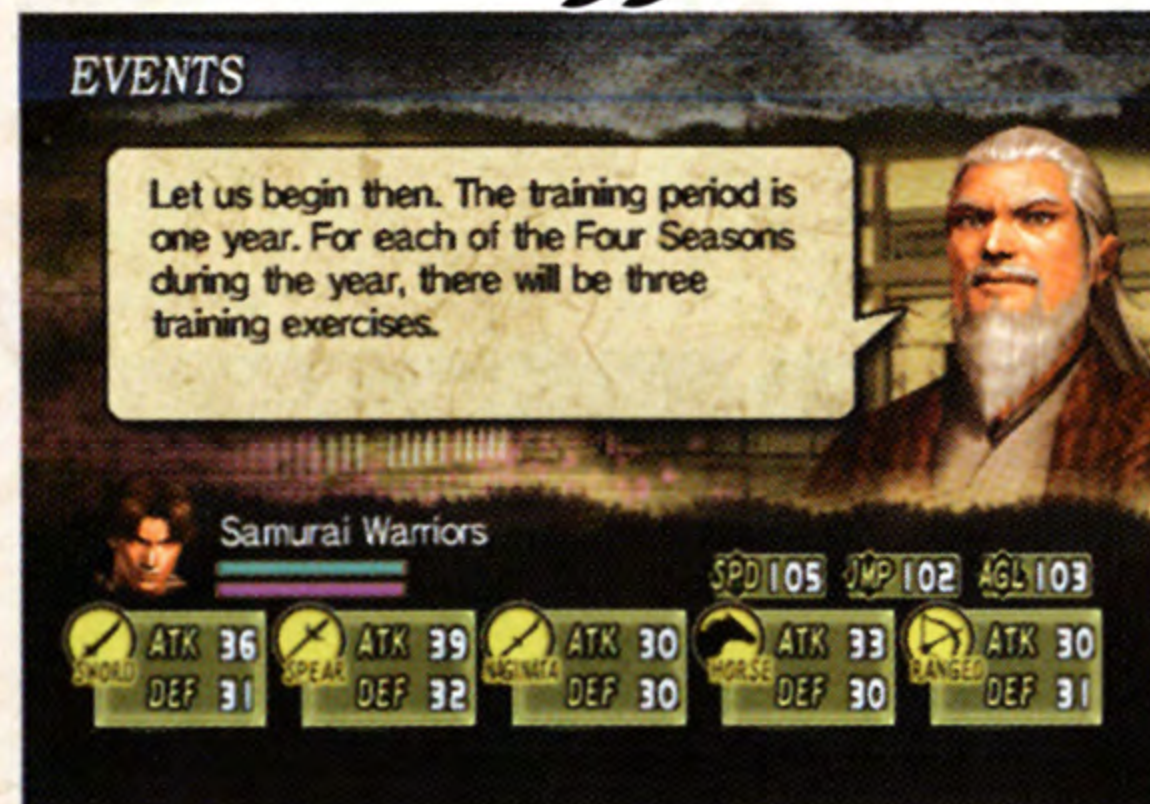 EVENTS
Let us begin then. The training period is
one year. For each of the Four Seasons
during the year, there will be three
training exercises.
Samurai Warriors
SPD 105 JMP 102 AGL 103
SWORD ATK 36 DEF 31
SPEAR ATK 39 DEF 32
NAGINATA ATK 30 DEF 30
HORSE ATK 33 DEF 30
RANGED ATK 30 DEF 31